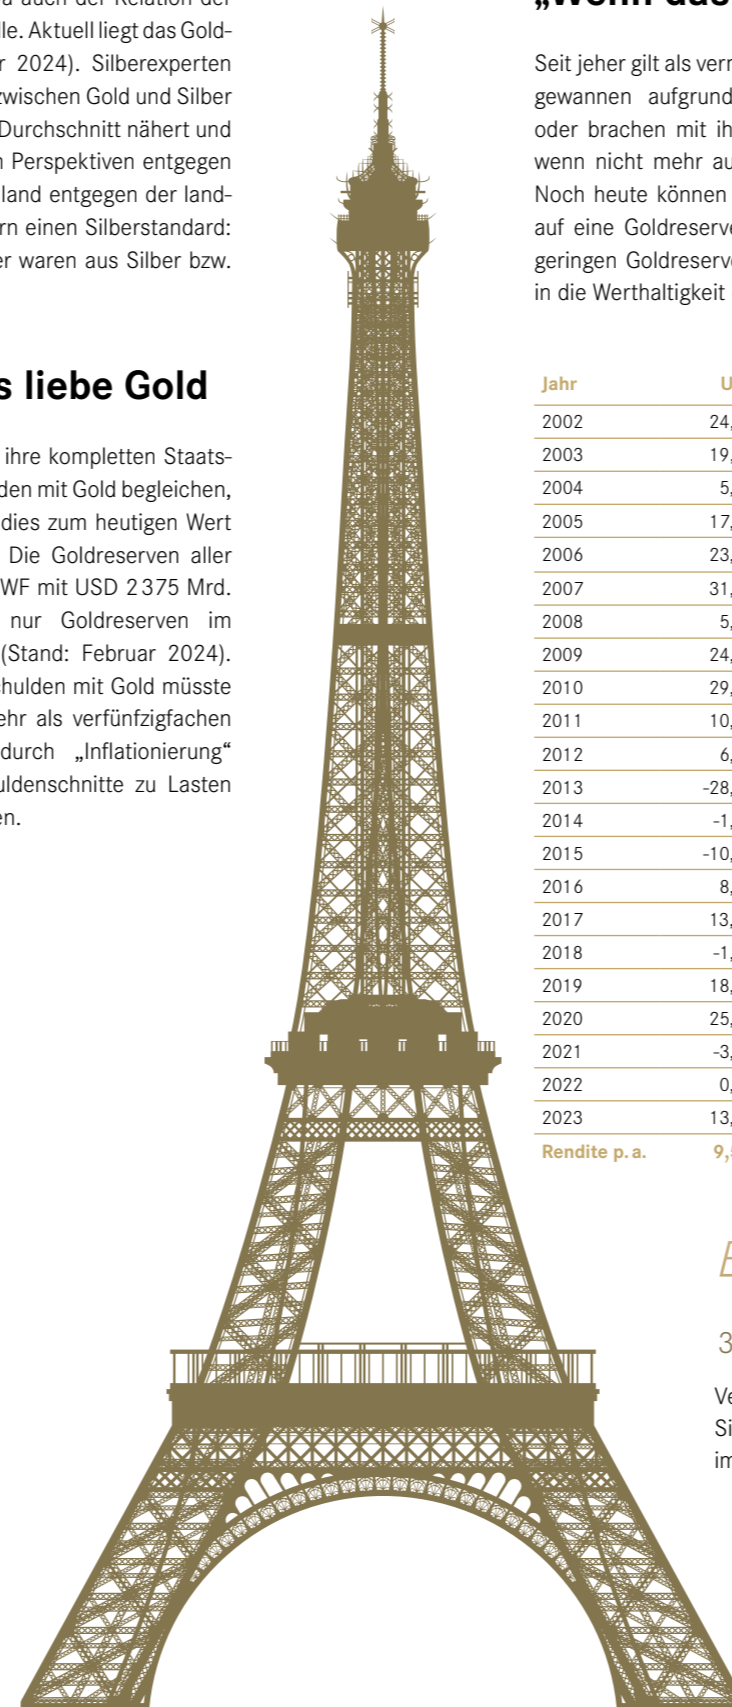 auch der Relation der
lle. Aktuell liegt das Gold-
r 2024). Silberexperten
zwischen Gold und Silber
Durchschnitt nähert und
n Perspektiven entgegen
land entgegen der land-
rn einen Silberstandard:
er waren aus Silber bzw.
s liebe Gold
ihre kompletten Staats-
den mit Gold begleichen,
dies zum heutigen Wert
Die Goldreserven aller
WF mit USD 2 375 Mrd.
nur Goldreserven im
(Stand: Februar 2024).
chulden mit Gold müsste
ehr als verfünfzigfachen
durch „Inflationierung“
uldenschnitte zu Lasten
en.
„Wenn das
Seit jeher gilt als verm
gewannen aufgrund
oder brachen mit ih
wenn nicht mehr au
Noch heute können
auf eine Goldreserve
geringen Goldreserve
in die Werthaltigkeit
Jahr U
2002 24,
2003 19,
2004 5,
2005 17,
2006 23,
2007 31,
2008 5,
2009 24,
2010 29,
2011 10,
2012 6,
2013 -28,
2014 -1,
2015 -10,
2016 8,
2017 13,
2018 -1,
2019 18,
2020 25,
2021 -3,
2022 0,
2023 13,
Rendite p. a. 9,5
3
Ve
Si
im